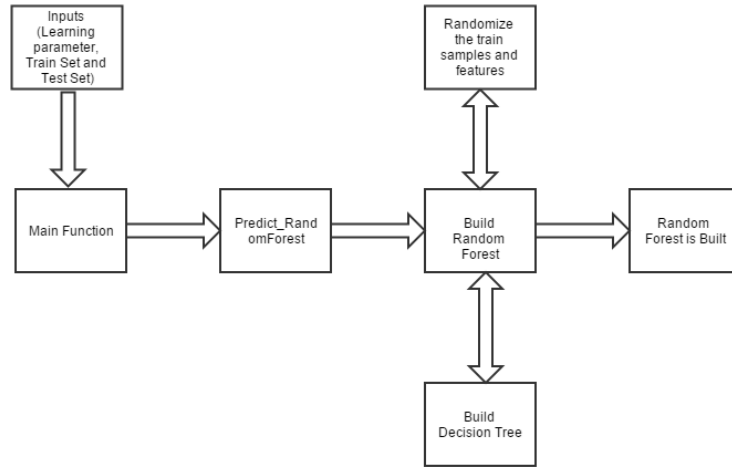 Inputs
(Learning
parameter,
Train Set and
Test Set)
Randomize
the train
samples and
features
Main Function
Predict_Rand
omForest
Build
Random
Forest
Random
Forest is Built
Build
Decision Tree